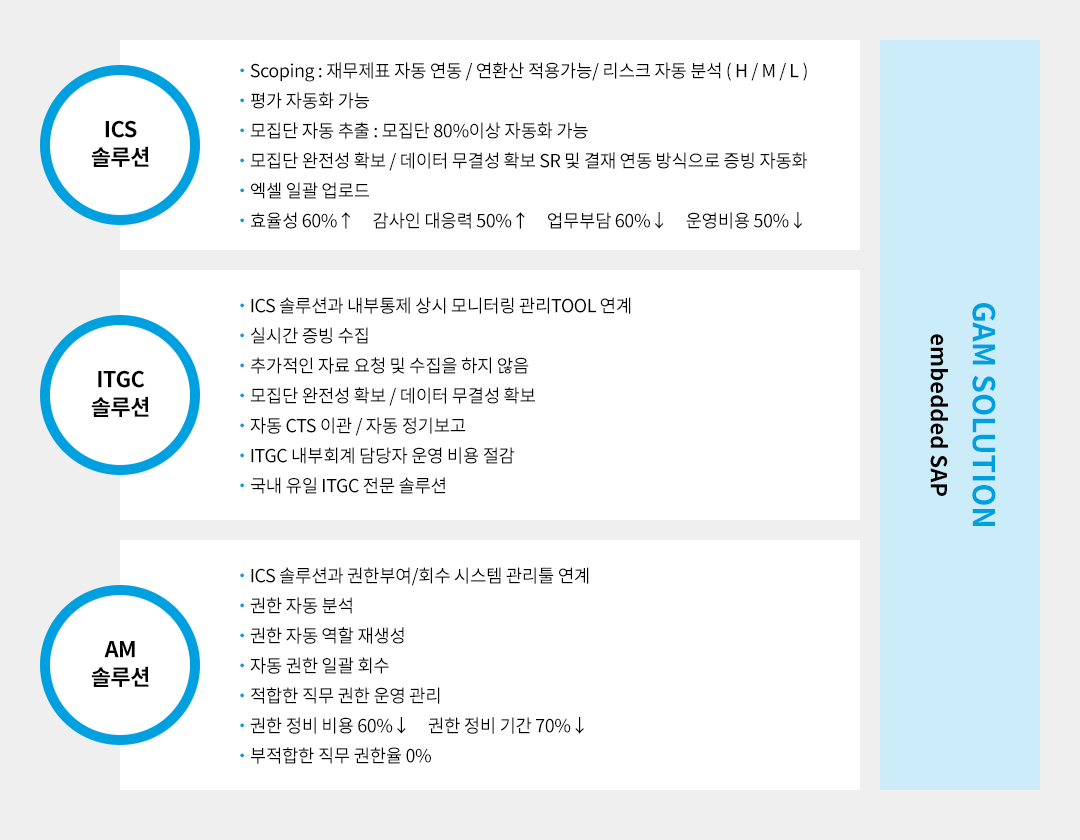 ICS
솔루션
· Scoping : 재무제표 자동 연동 / 연환산 적용가능/ 리스크 자동 분석 ( H / M / L )
· 평가 자동화 가능
· 모집단 자동 추출 : 모집단 80%이상 자동화 가능
· 모집단 완전성 확보 / 데이터 무결성 확보 SR 및 결재 연동 방식으로 증빙 자동화
· 엑셀 일괄 업로드
· 효율성 60%↑ 감사인 대응력 50%↑ 업무부담 60%↓ 운영비용 50%↓
ITGC
솔루션
· ICS 솔루션과 내부통제 상시 모니터링 관리TOOL 연계
· 실시간 증빙 수집
· 추가적인 자료 요청 및 수집을 하지 않음
· 모집단 완전성 확보 / 데이터 무결성 확보
· 자동 CTS 이관 / 자동 정기보고
· ITGC 내부회계 담당자 운영 비용 절감
· 국내 유일 ITGC 전문 솔루션
AM
솔루션
· ICS 솔루션과 권한부여/회수 시스템 관리툴 연계
· 권한 자동 분석
· 권한 자동 역할 재생성
· 자동 권한 일괄 회수
· 적합한 직무 권한 운영 관리
· 권한 정비 비용 60%↓ 권한 정비 기간 70%↓
· 부적합한 직무 권한율 0%
GAM SOLUTION
embedded SAP